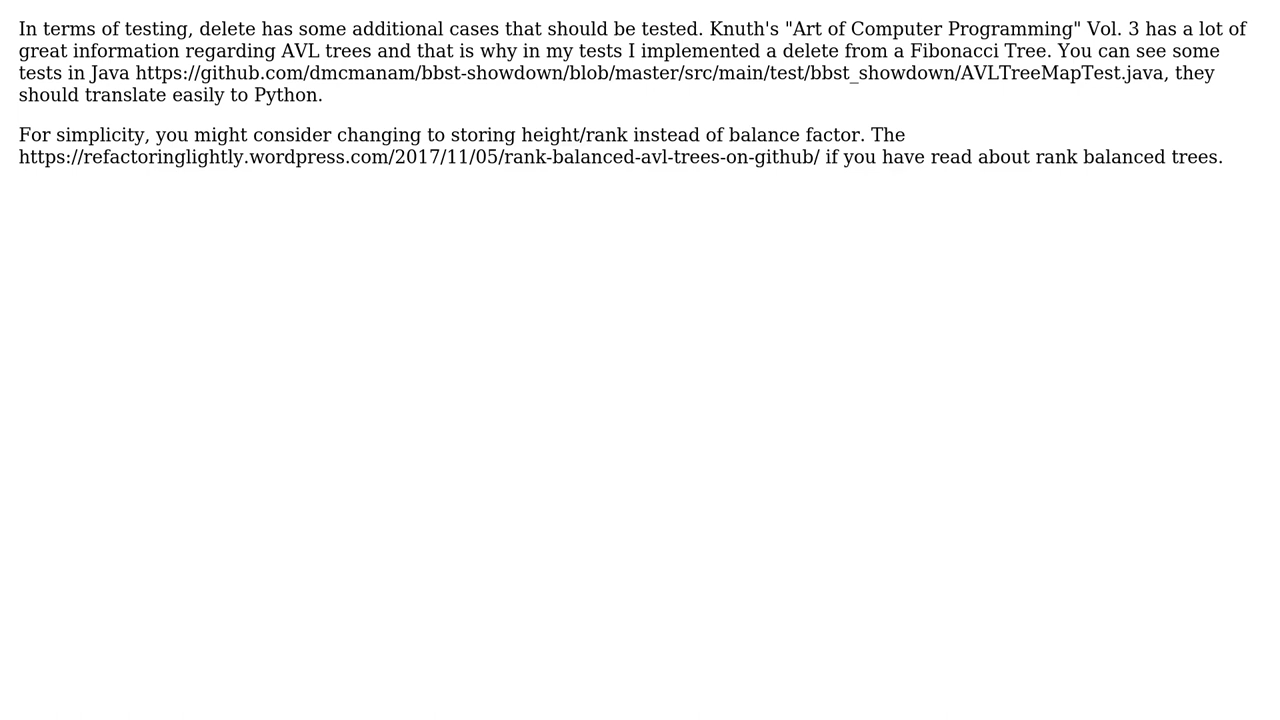 In terms of testing, delete has some additional cases that should be tested. Knuth's "Art of Computer Programming" Vol. 3 has a lot of
great information regarding AVL trees and that is why in my tests I implemented a delete from a Fibonacci Tree. You can see some
tests in Java https://github.com/dmcmanam/bbst-showdown/blob/master/src/main/test/bbst_showdown/AVLTreeMapTest.java, they
should translate easily to Python.
For simplicity, you might consider changing to storing height/rank instead of balance factor. The
https://refactoringlightly.wordpress.com/2017/11/05/rank-balanced-avl-trees-on-github/ if you have read about rank balanced trees.